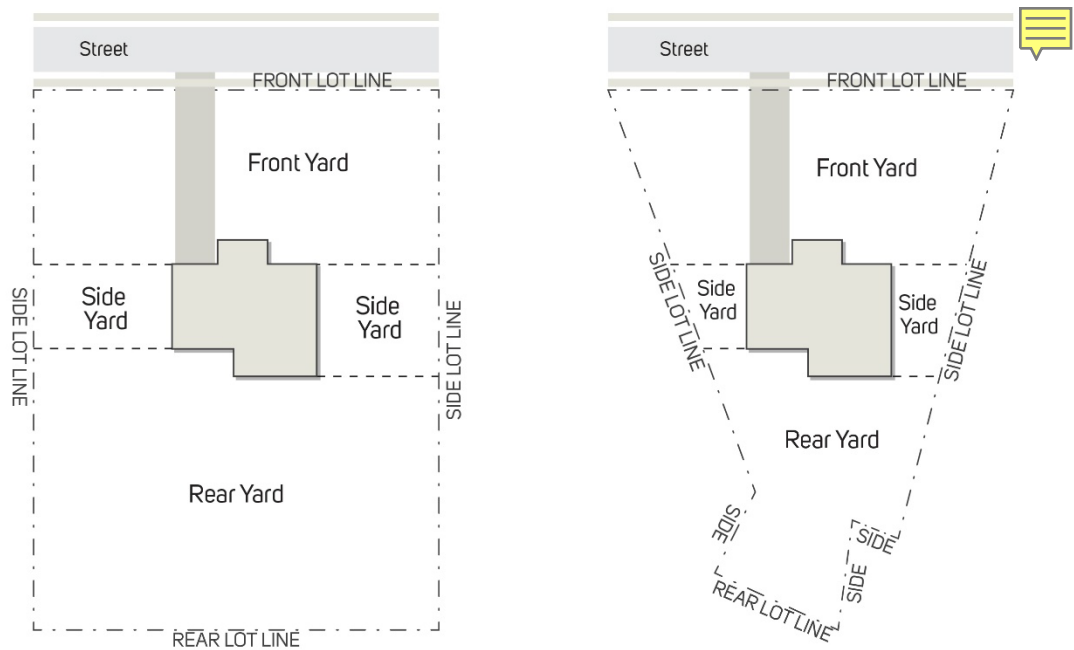 Street
FRONT LOT LINE
Front Yard
Side
Yard
Side
Yard
SIDE LOT LINE
SIDE LOT LINE
Rear Yard
REAR LOT LINE
Street
FRONT LOT LINE
Front Yard
SIDE LOT LINE
Side
Yard
Side
Yard
SIDE LOT LINE
Rear Yard
SIDE
SIDE
SIDE
REAR LOT LINE